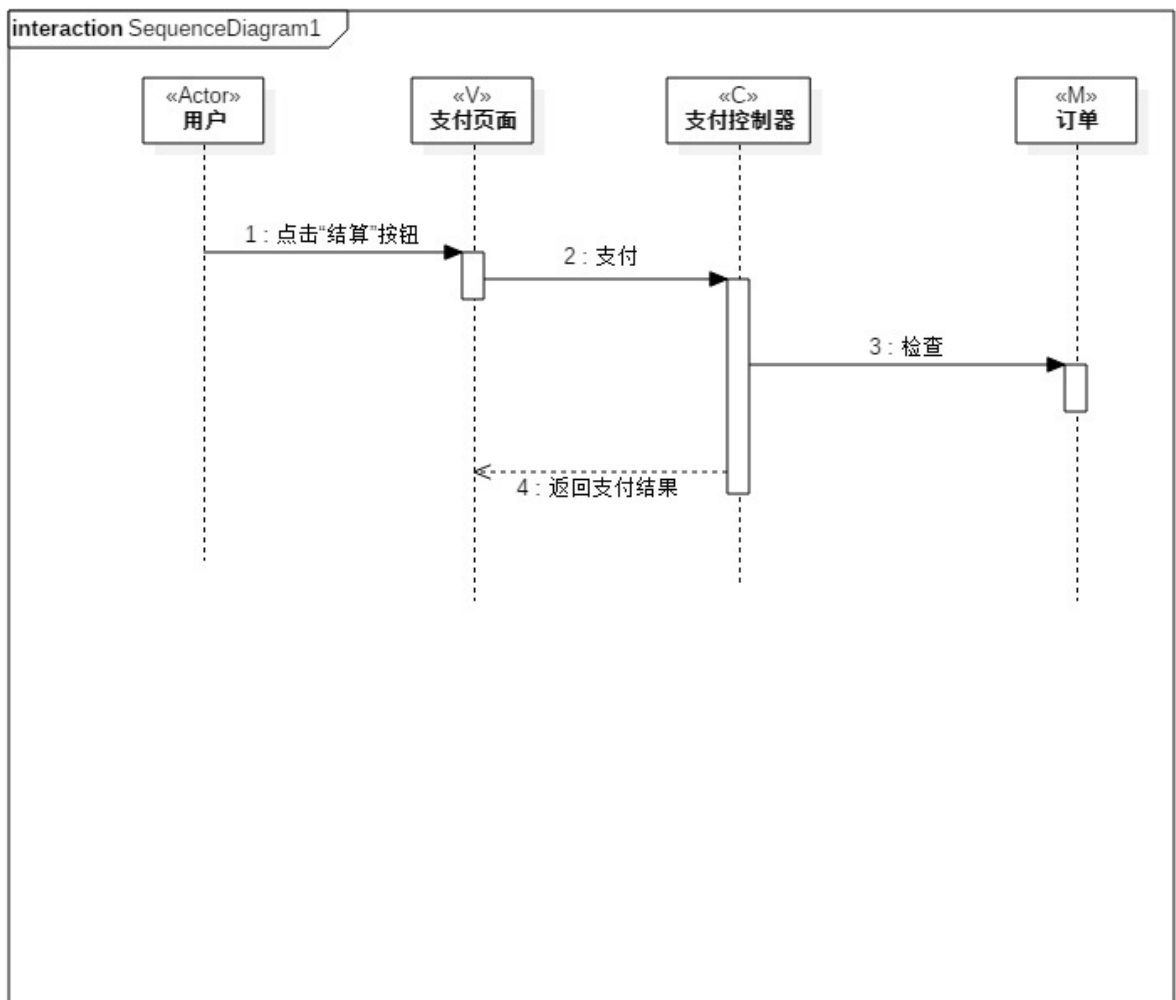 interaction SequenceDiagram1
«Actor»
用户
«V»
支付页面
«C»
支付控制器
«M»
订单
1 : 点击“结算”按钮
2 : 支付
3 : 检查
4 : 返回支付结果